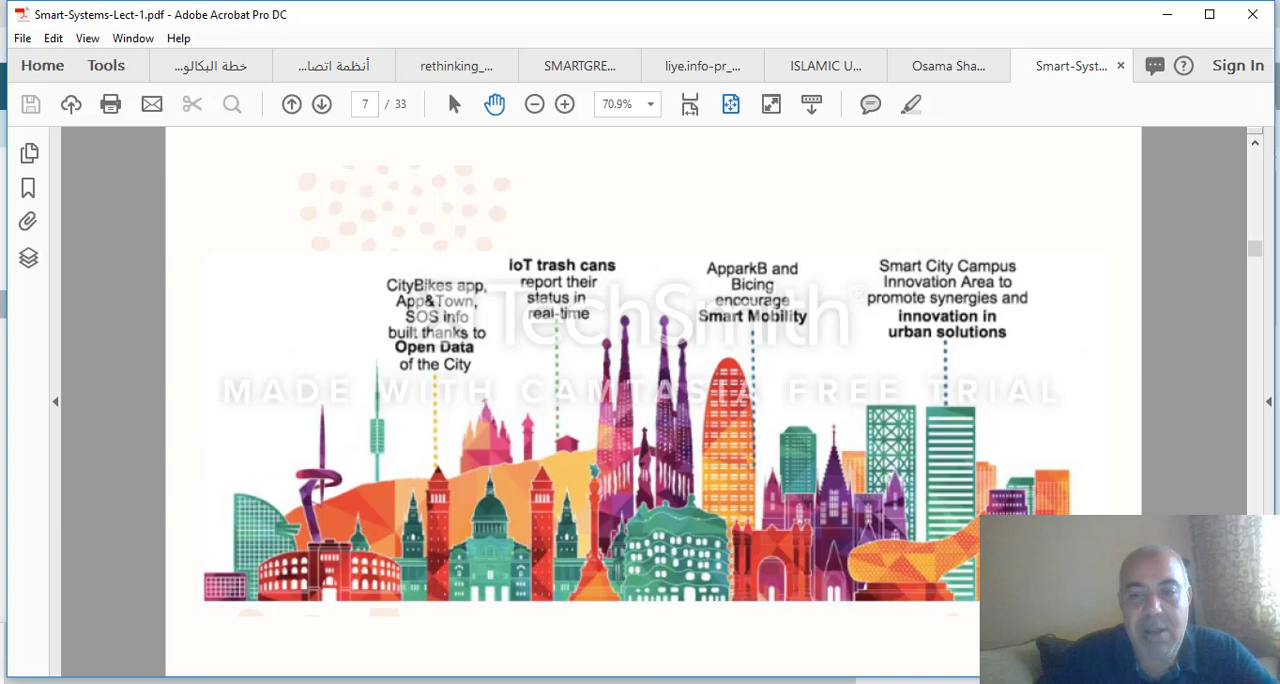 Smart-Systems-Lect-1.pdf - Adobe Acrobat Pro DC
File Edit View Window Help
Home Tools خطة البكالو... أنظمة اتصا... rethinking_... SMARTGRE... liye.info-pr_... ISLAMIC U... Osama Sha... Smart-Syst... × Sign In
7 / 33 70.9%
CityBikes app,
App&Town,
SOS info
built thanks to
Open Data
of the City
ioT trash cans
report their
status in
real-time
ApparkB and
Bicing
encourage
Smart Mobility
Smart City Campus
Innovation Area to
promote synergies and
innovation in
urban solutions
TechSmith
MADE WITH CAMTASIA FREE TRIAL